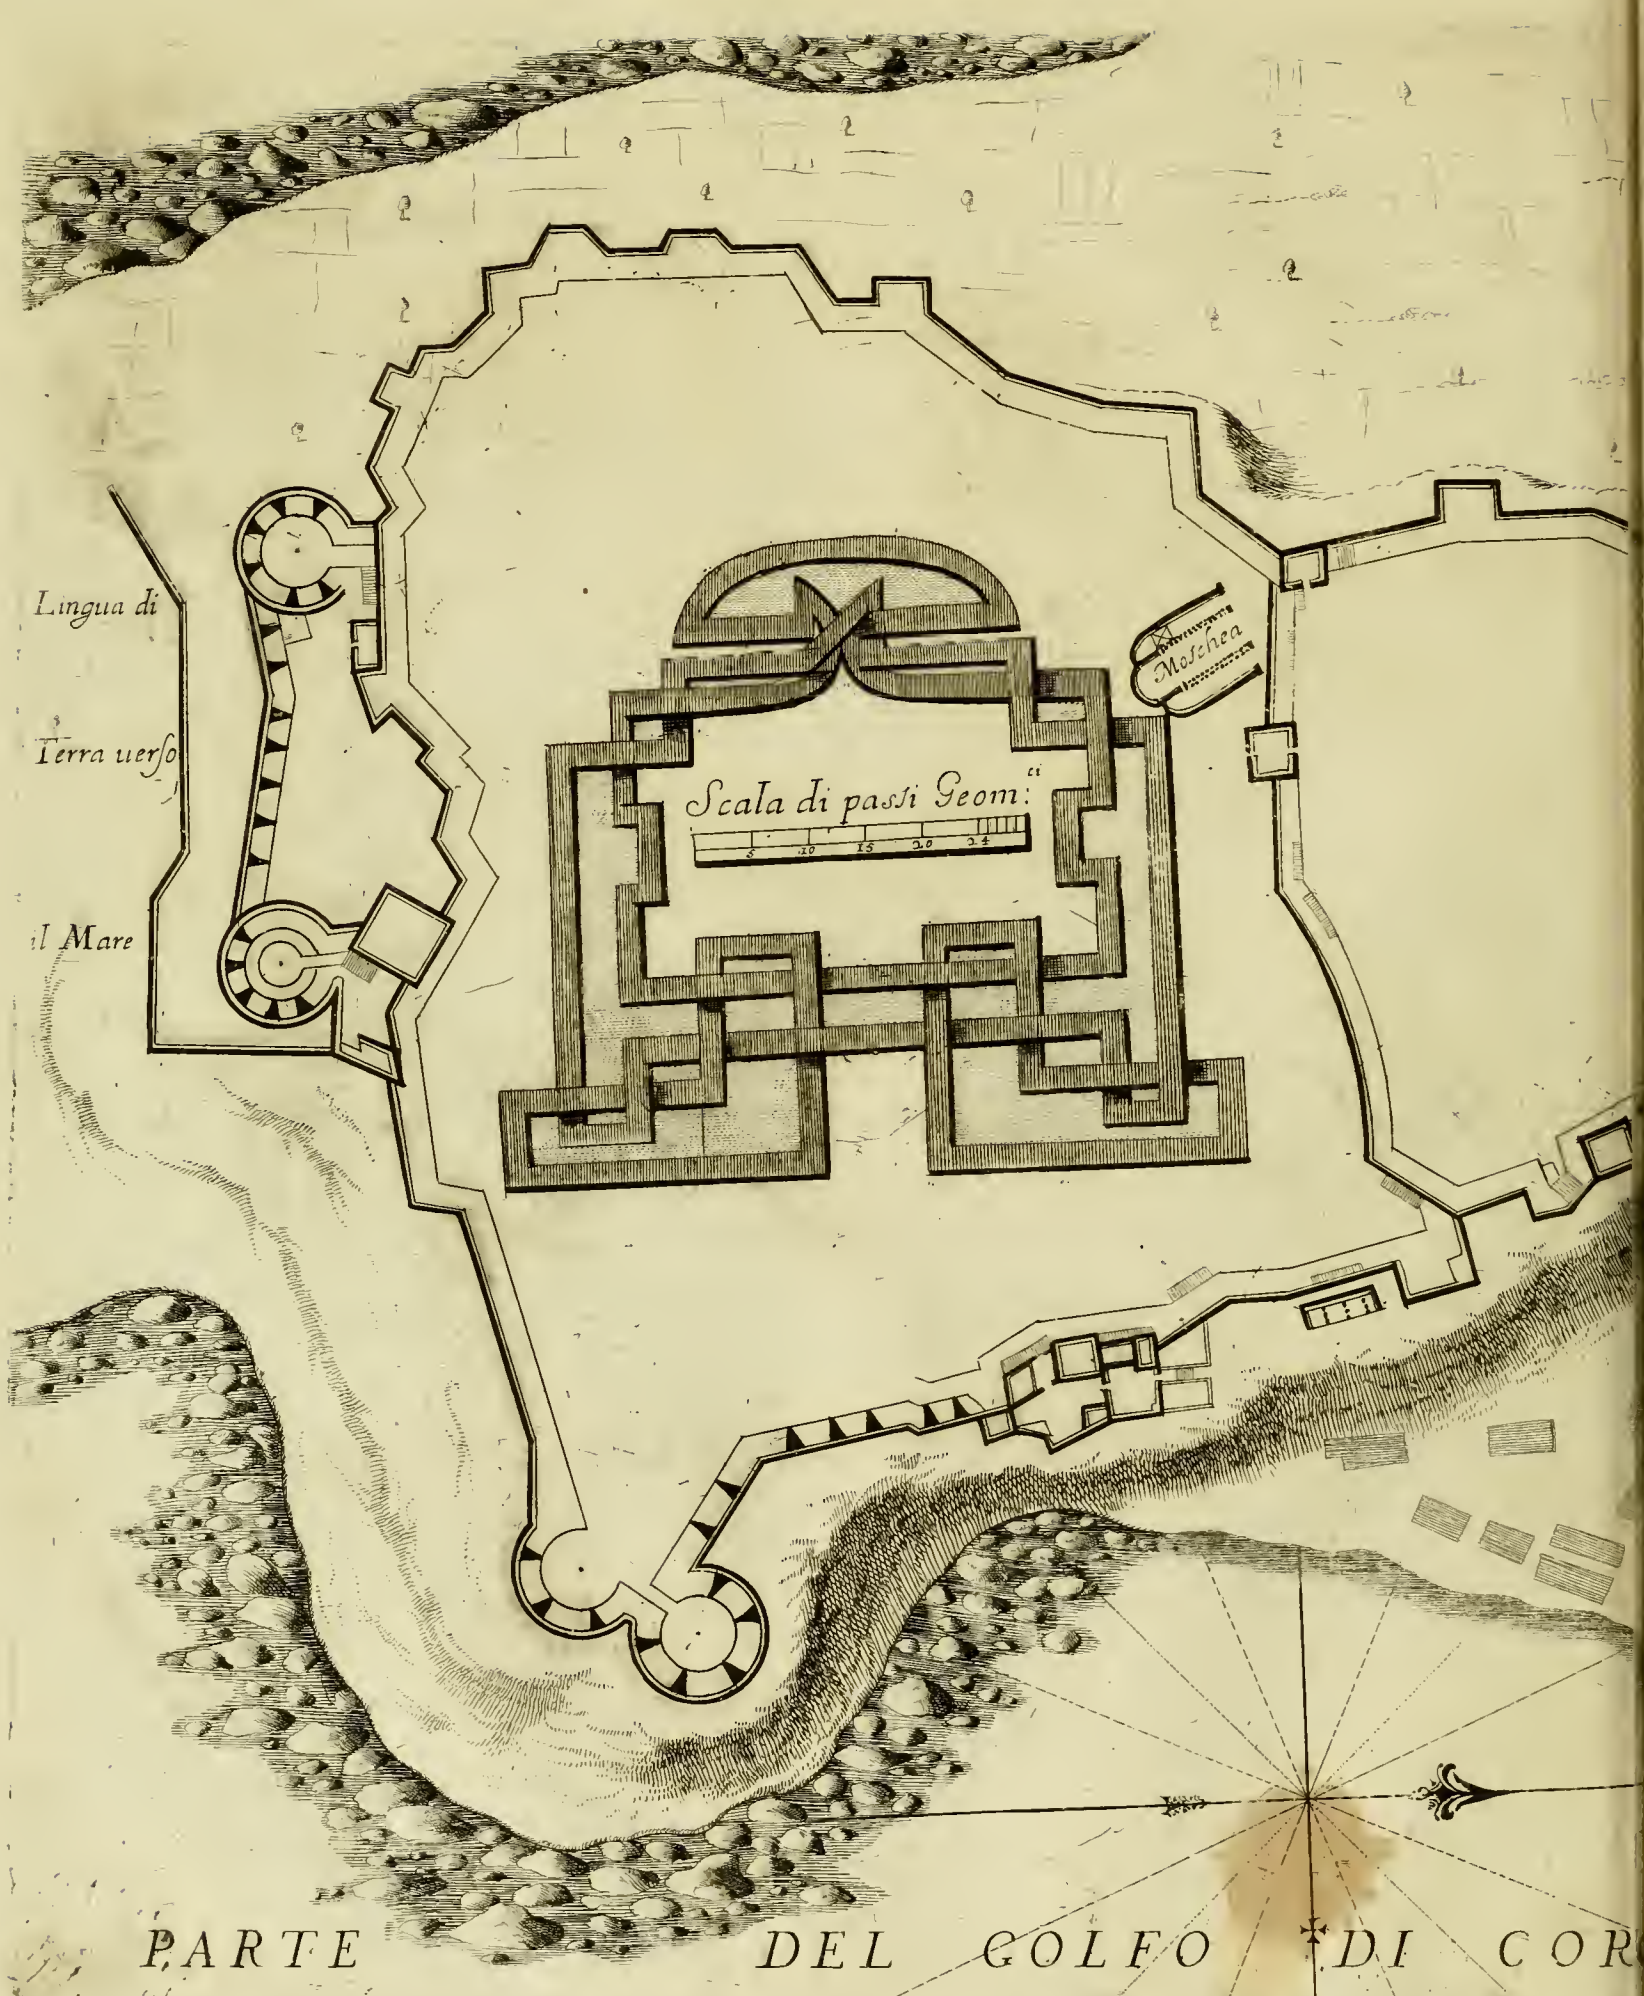 Lingua di
Terra uerſo
il Mare
Moſchea
Scala di paſſi Geom:ci
5 10 15 20 24
PARTE DEL GOLFO DI COR